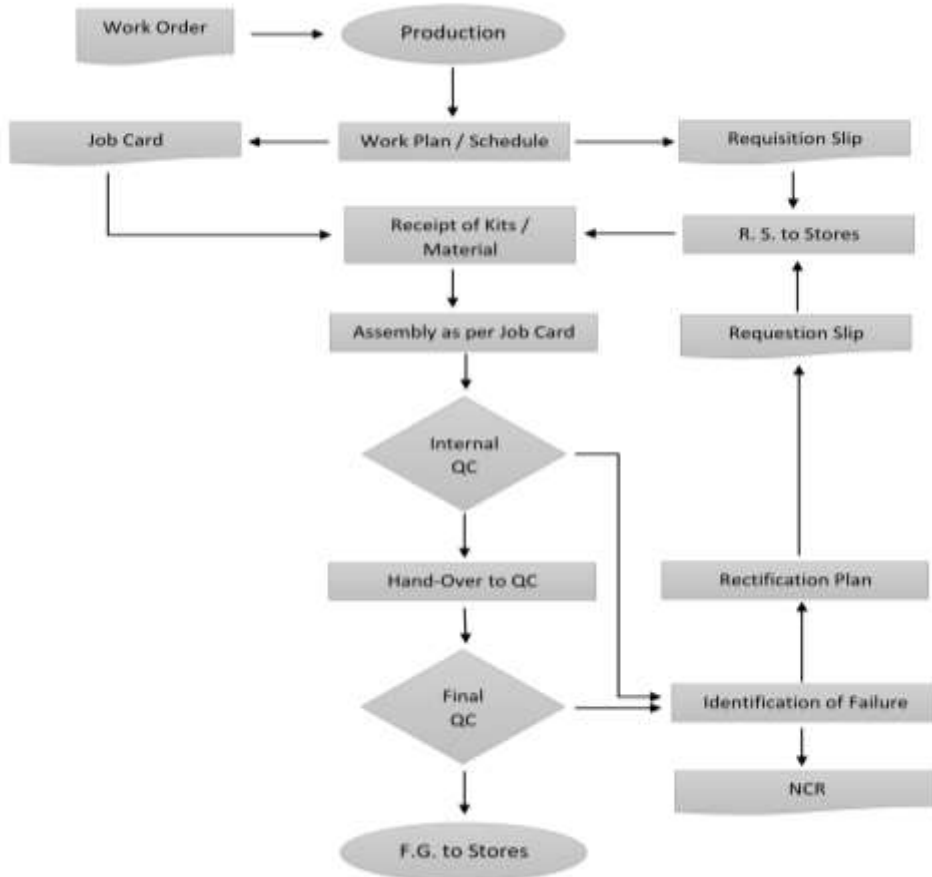 Work Order
Production
Job Card
Work Plan / Schedule
Requisition Slip
Receipt of Kits /
Material
R. S. to Stores
Assembly as per Job Card
Requestion Slip
Internal
QC
Hand-Over to QC
Rectification Plan
Final
QC
Identification of Failure
NCR
F.G. to Stores